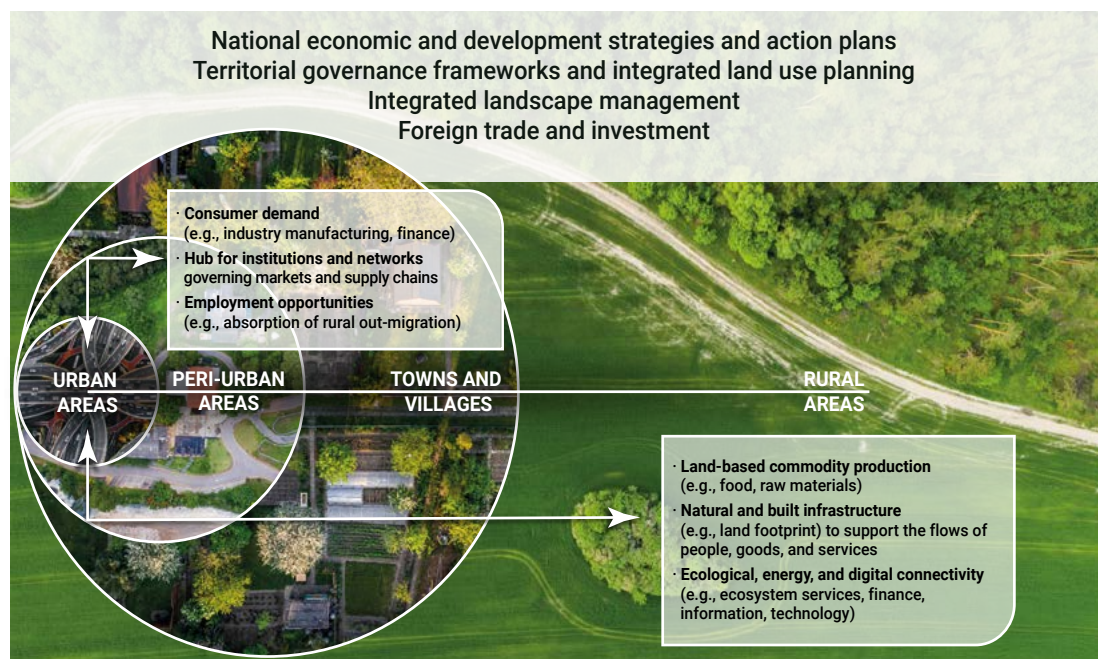 National economic and development strategies and action plans
Territorial governance frameworks and integrated land use planning
Integrated landscape management
Foreign trade and investment
· Consumer demand
(e.g., industry manufacturing, finance)
· Hub for institutions and networks
governing markets and supply chains
· Employment opportunities
(e.g., absorption of rural out-migration)
URBAN
AREAS
PERI-URBAN
AREAS
TOWNS AND
VILLAGES
RURAL
AREAS
· Land-based commodity production
(e.g., food, raw materials)
· Natural and built infrastructure
(e.g., land footprint) to support the flows of
people, goods, and services
· Ecological, energy, and digital connectivity
(e.g., ecosystem services, finance,
information, technology)